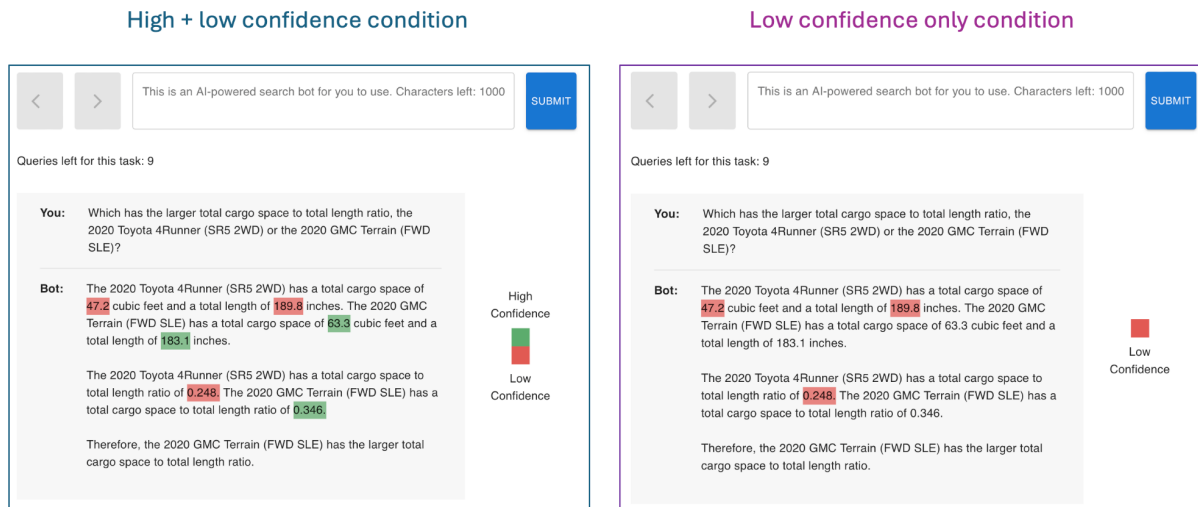 High + low confidence condition
This is an AI-powered search bot for you to use. Characters left: 1000
SUBMIT
Queries left for this task: 9
You: Which has the larger total cargo space to total length ratio, the
2020 Toyota 4Runner (SR5 2WD) or the 2020 GMC Terrain (FWD
SLE)?
Bot: The 2020 Toyota 4Runner (SR5 2WD) has a total cargo space of
47.2 cubic feet and a total length of 189.8 inches. The 2020 GMC
Terrain (FWD SLE) has a total cargo space of 63.3 cubic feet and a
total length of 183.1 inches.
The 2020 Toyota 4Runner (SR5 2WD) has a total cargo space to
total length ratio of 0.248. The 2020 GMC Terrain (FWD SLE) has a
total cargo space to total length ratio of 0.346.
Therefore, the 2020 GMC Terrain (FWD SLE) has the larger total
cargo space to total length ratio.
High
Confidence
Low
Confidence
Low confidence only condition
This is an AI-powered search bot for you to use. Characters left: 1000
SUBMIT
Queries left for this task: 9
You: Which has the larger total cargo space to total length ratio, the
2020 Toyota 4Runner (SR5 2WD) or the 2020 GMC Terrain (FWD
SLE)?
Bot: The 2020 Toyota 4Runner (SR5 2WD) has a total cargo space of
47.2 cubic feet and a total length of 189.8 inches. The 2020 GMC
Terrain (FWD SLE) has a total cargo space of 63.3 cubic feet and a
total length of 183.1 inches.
The 2020 Toyota 4Runner (SR5 2WD) has a total cargo space to
total length ratio of 0.248. The 2020 GMC Terrain (FWD SLE) has a
total cargo space to total length ratio of 0.346.
Therefore, the 2020 GMC Terrain (FWD SLE) has the larger total
cargo space to total length ratio.
Low
Confidence